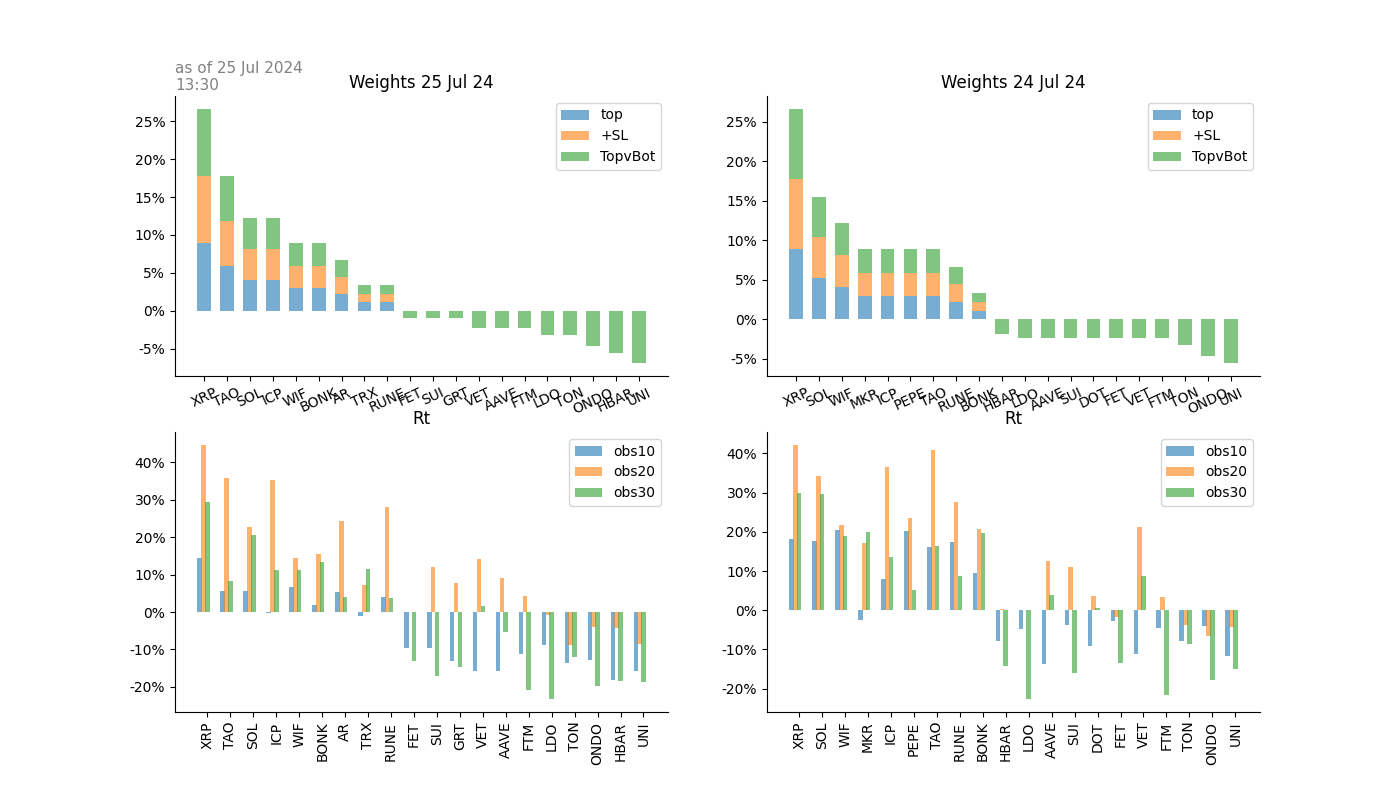 as of 25 Jul 2024
13:30
Weights 25 Jul 24
25%
20%
15%
10%
5%
0%
-5%
top
+SL
TopvBot
XRP TAO SOL ICP WIF BONK AR TRX RUNE FET SUI GRT VET AAVE FTM LDO TON ONDO HBAR UNI
Weights 24 Jul 24
25%
20%
15%
10%
5%
0%
-5%
top
+SL
TopvBot
XRP SOL WIF MKR ICP PEPE TAO RUNE BONK HBAR LDO AAVE SUI DOT FET VET FTM TON ONDO UNI
Rt
40%
30%
20%
10%
0%
-10%
-20%
obs10
obs20
obs30
XRP TAO SOL ICP WIF BONK AR TRX RUNE FET SUI GRT VET AAVE FTM LDO TON ONDO HBAR UNI
Rt
40%
30%
20%
10%
0%
-10%
-20%
obs10
obs20
obs30
XRP SOL WIF MKR ICP PEPE TAO RUNE BONK HBAR LDO AAVE SUI DOT FET VET FTM TON ONDO UNI